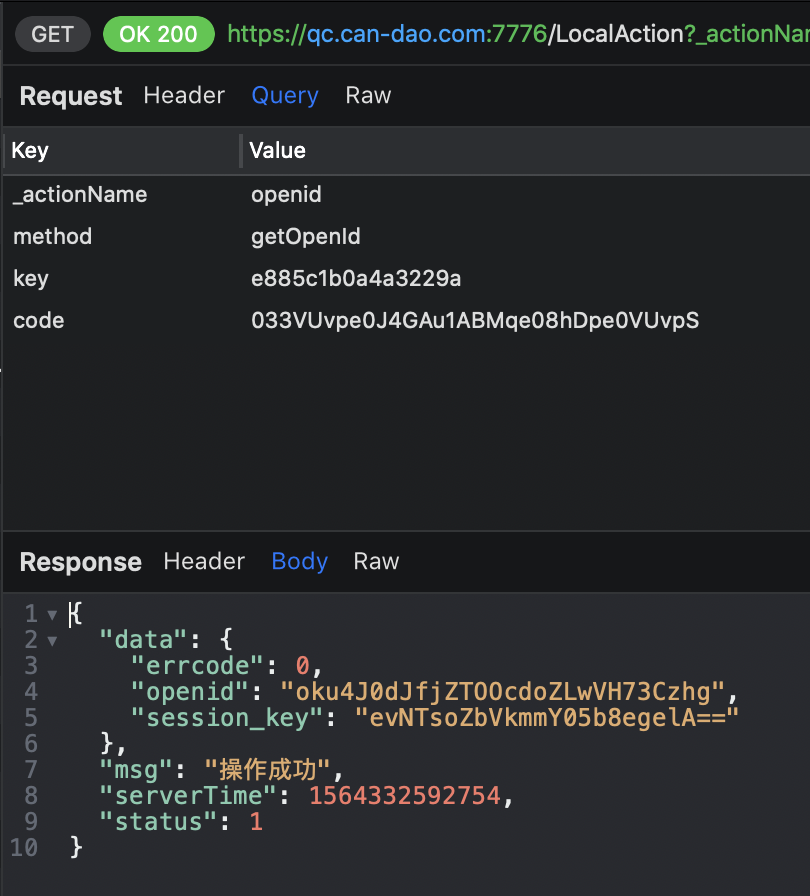 GET OK 200 https://qc.can-dao.com:7776/LocalAction?_actionNar
Request Header Query Raw
Key Value
_actionName openid
method getOpenId
key e885c1b0a4a3229a
code 033VUvpe0J4GAu1ABMqe08hDpe0VUvpS
Response Header Body Raw
1 {
2 "data": {
3 "errcode": 0,
4 "openid": "oku4J0dJfjZTOOcdoZLwVH73Czhg",
5 "session_key": "evNTsoZbVkmmY05b8egelA=="
6 },
7 "msg": "操作成功",
8 "serverTime": 1564332592754,
9 "status": 1
10 }